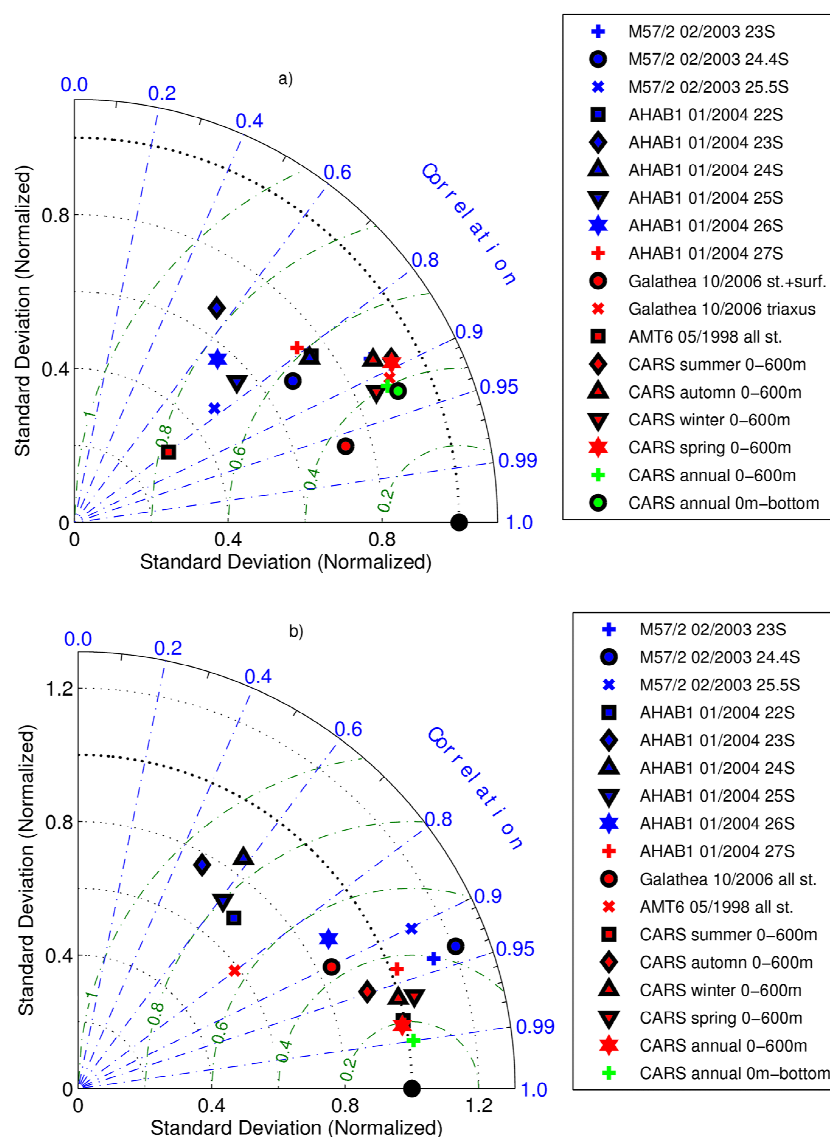 a)
Standard Deviation (Normalized)
0
0.4
0.8
0
0.4
0.8
Standard Deviation (Normalized)
0.0
0.2
0.4
0.6
0.8
0.9
0.95
0.99
1.0
Correlation
1
0.8
0.6
0.4
0.2
M57/2 02/2003 23S
M57/2 02/2003 24.4S
M57/2 02/2003 25.5S
AHAB1 01/2004 22S
AHAB1 01/2004 23S
AHAB1 01/2004 24S
AHAB1 01/2004 25S
AHAB1 01/2004 26S
AHAB1 01/2004 27S
Galathea 10/2006 st.+surf.
Galathea 10/2006 triaxus
AMT6 05/1998 all st.
CARS summer 0−600m
CARS automn 0−600m
CARS winter 0−600m
CARS spring 0−600m
CARS annual 0−600m
CARS annual 0m−bottom
b)
Standard Deviation (Normalized)
0
0.4
0.8
1.2
0
0.4
0.8
1.2
Standard Deviation (Normalized)
0.0
0.2
0.4
0.6
0.8
0.9
0.95
0.99
1.0
Correlation
1
0.8
0.6
0.4
0.2
M57/2 02/2003 23S
M57/2 02/2003 24.4S
M57/2 02/2003 25.5S
AHAB1 01/2004 22S
AHAB1 01/2004 23S
AHAB1 01/2004 24S
AHAB1 01/2004 25S
AHAB1 01/2004 26S
AHAB1 01/2004 27S
Galathea 10/2006 all st.
AMT6 05/1998 all st.
CARS summer 0−600m
CARS automn 0−600m
CARS winter 0−600m
CARS spring 0−600m
CARS annual 0−600m
CARS annual 0m−bottom